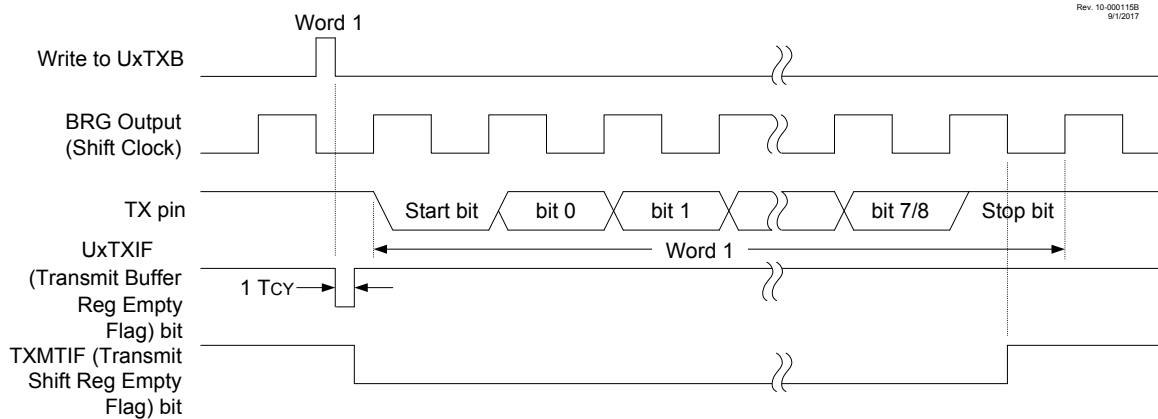 Rev. 10-000115B
9/1/2017
Word 1
Write to UxTXB
BRG Output
(Shift Clock)
TX pin
Start bit
bit 0
bit 1
bit 7/8
Stop bit
Word 1
UxTXIF
(Transmit Buffer
Reg Empty
Flag) bit
1 TCY
TXMTIF (Transmit
Shift Reg Empty
Flag) bit